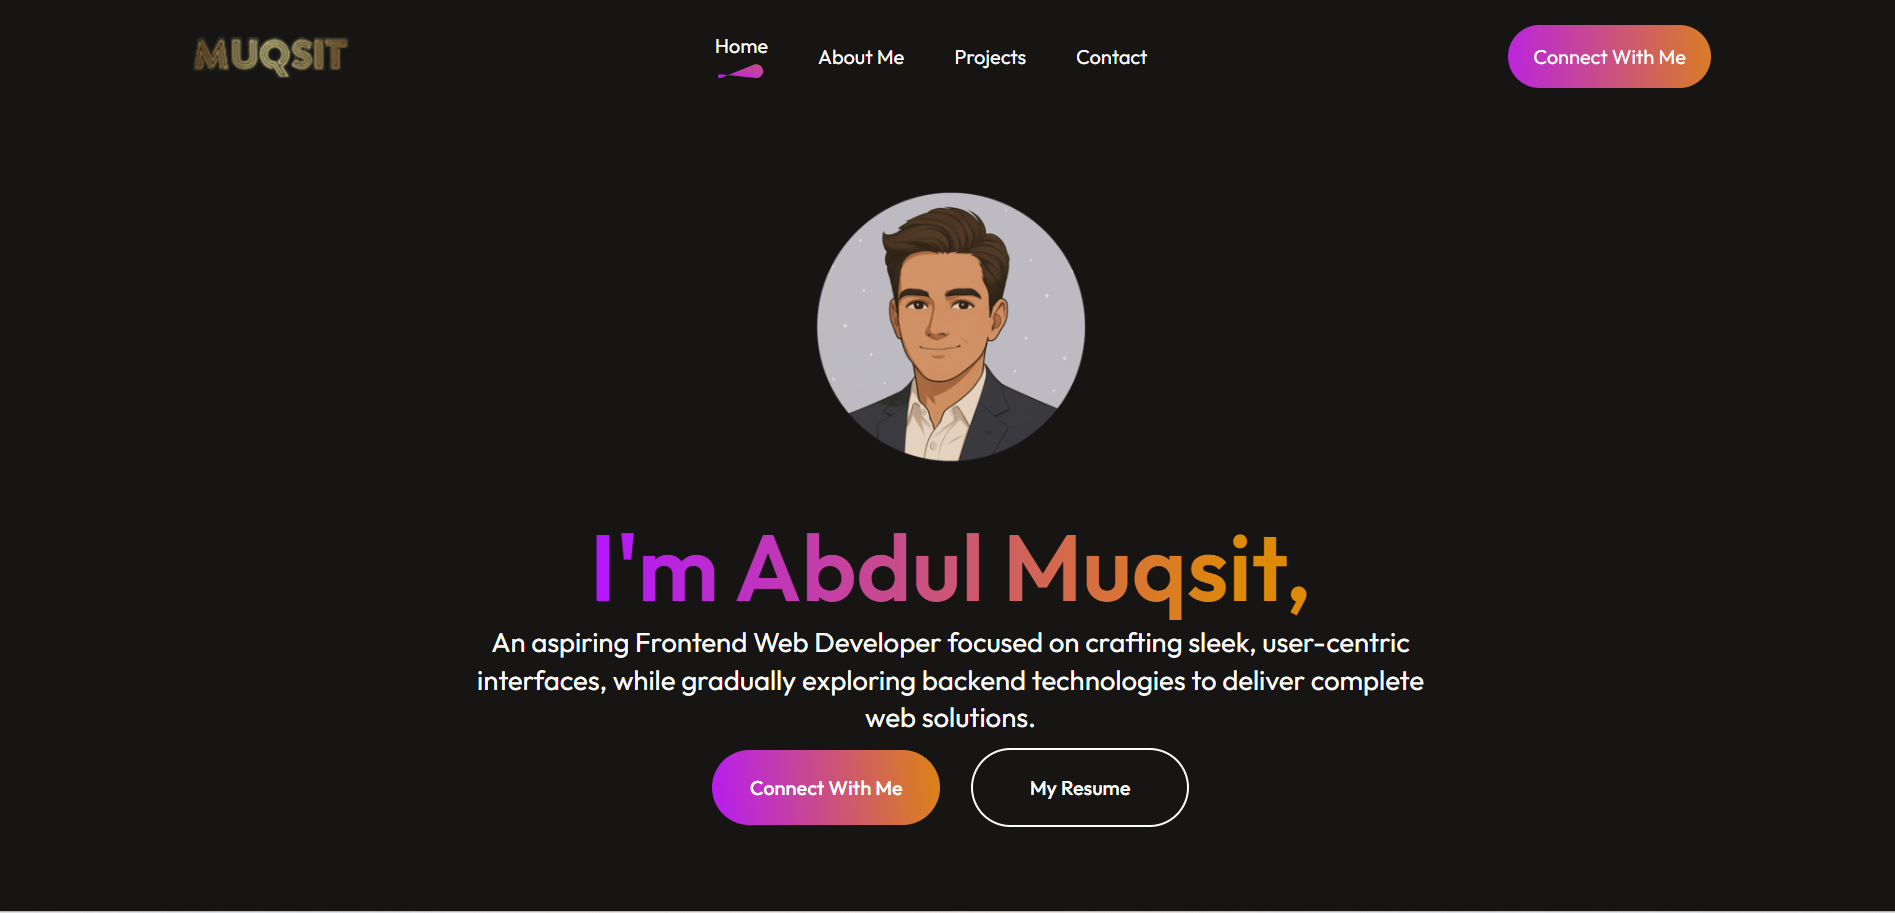 MUQSIT
Home
About Me
Projects
Contact
Connect With Me
I'm Abdul Muqsit,
An aspiring Frontend Web Developer focused on crafting sleek, user-centric
interfaces, while gradually exploring backend technologies to deliver complete
web solutions.
Connect With Me
My Resume